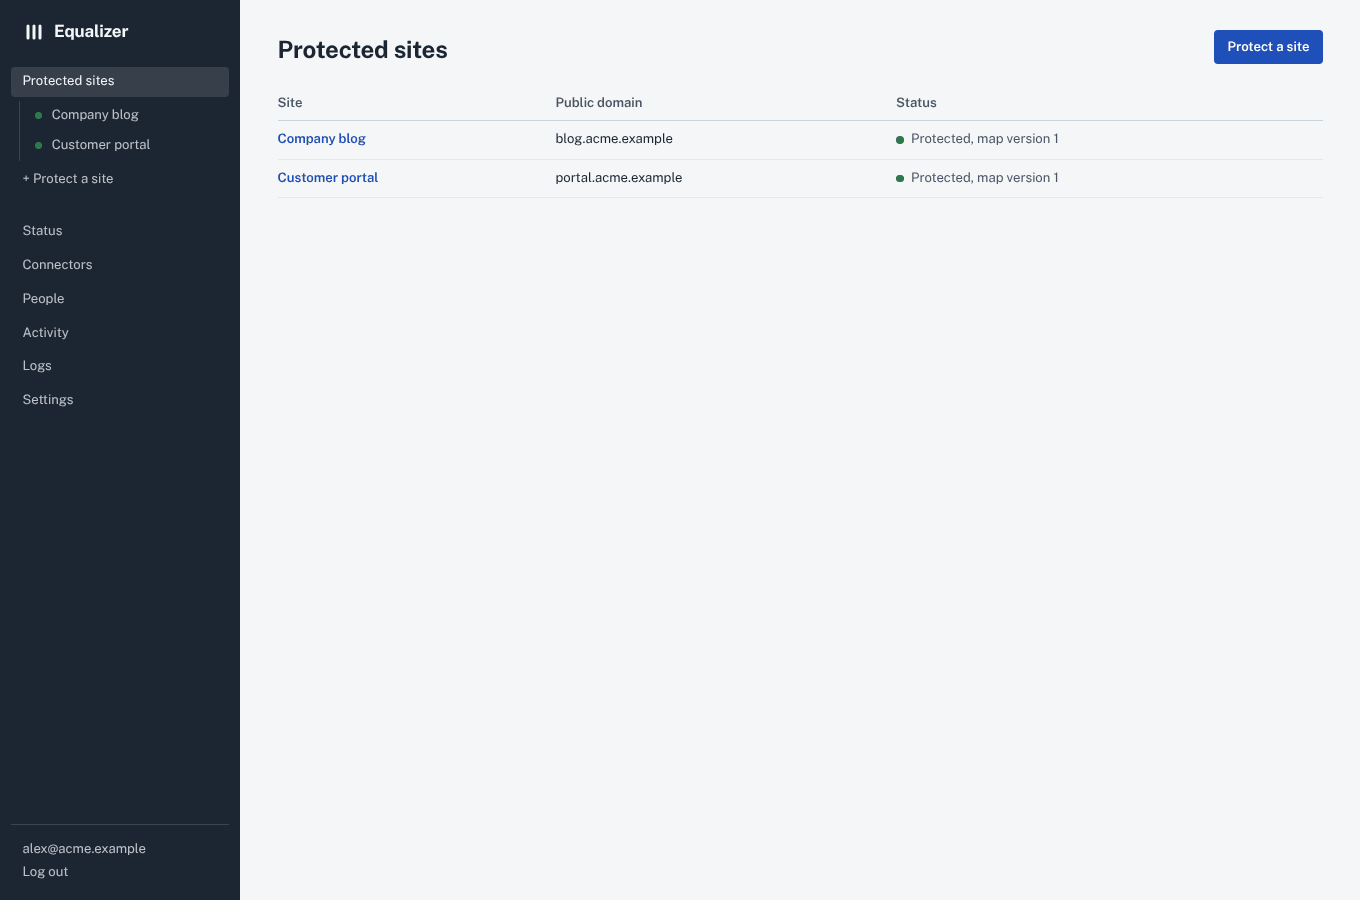 Equalizer
Protected sites
Company blog
Customer portal
+ Protect a site
Status
Connectors
People
Activity
Logs
Settings
alex@acme.example
Log out
Protected sites
Protect a site
Site Public domain Status
Company blog blog.acme.example Protected, map version 1
Customer portal portal.acme.example Protected, map version 1